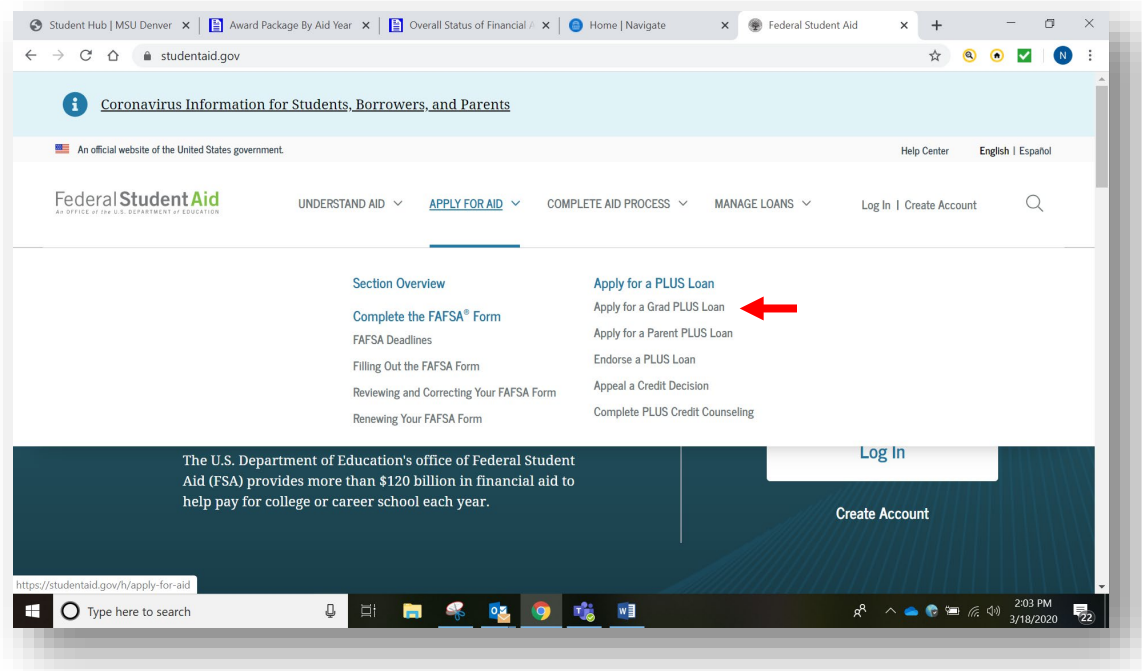 Student Hub | MSU Denver
Award Package By Aid Year
Overall Status of Financial A
Home | Navigate
Federal Student Aid
studentaid.gov
N
Coronavirus Information for Students, Borrowers, and Parents
An official website of the United States government.
Help Center
English | Español
Federal Student Aid
An OFFICE of the U.S. DEPARTMENT of EDUCATION
UNDERSTAND AID
APPLY FOR AID
COMPLETE AID PROCESS
MANAGE LOANS
Log In | Create Account
Section Overview
Complete the FAFSA® Form
FAFSA Deadlines
Filling Out the FAFSA Form
Reviewing and Correcting Your FAFSA Form
Renewing Your FAFSA Form
Apply for a PLUS Loan
Apply for a Grad PLUS Loan
Apply for a Parent PLUS Loan
Endorse a PLUS Loan
Appeal a Credit Decision
Complete PLUS Credit Counseling
The U.S. Department of Education's office of Federal Student
Aid (FSA) provides more than $120 billion in financial aid to
help pay for college or career school each year.
Log In
Create Account
https://studentaid.gov/h/apply-for-aid
Type here to search
2:03 PM
3/18/2020
22